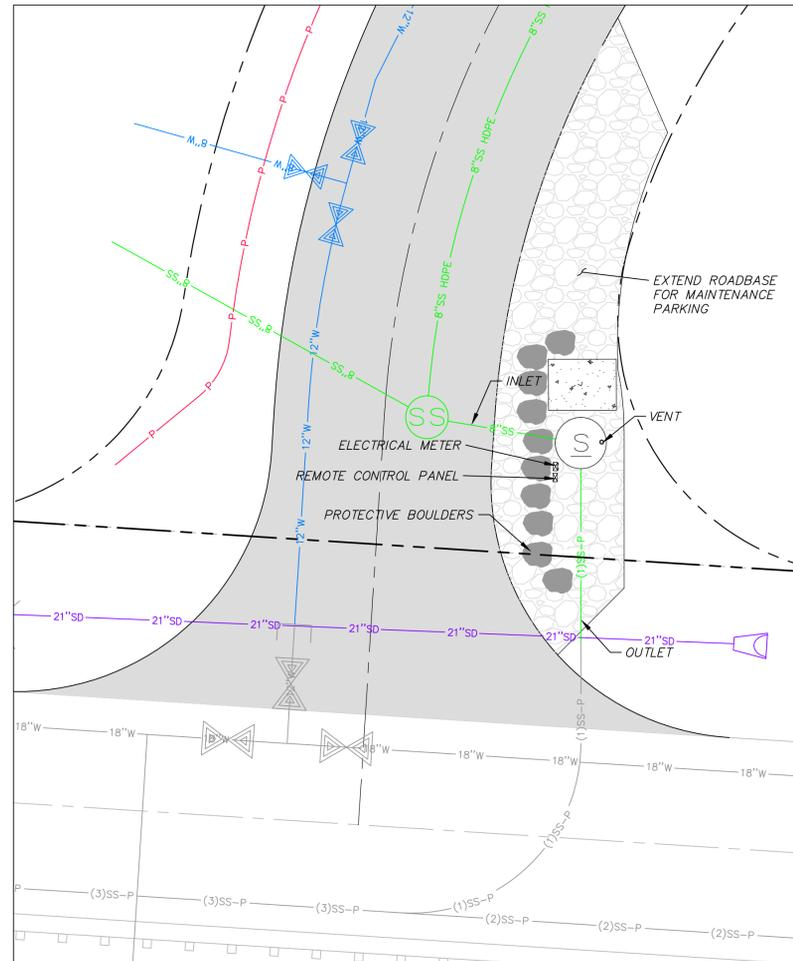 12"W
8"SS
P
8"SS HDPE
P
8"W
W
8"W
P
8"SS
P
8"SS HDPE
EXTEND ROADBASE
FOR MAINTENANCE
PARKING
8"SS
P
12"W
8"SS
P
INLET
SS
8"SS
S
VENT
P
12"W
ELECTRICAL METER
REMOTE CONTROL PANEL
PROTECTIVE BOULDERS
12"W
(1)SS-P
21"SD
21"SD
21"SD
21"SD
21"SD
21"SD
21"SD
OUTLET
18"W
18"W
18"W
18"W
18"W
18"W
18"W
(1)SS-P
(1)SS-P
P
(3)SS-P
(3)SS-P
(3)SS-P
(1)SS-P
(2)SS-P
(2)SS-P
(2)SS-P